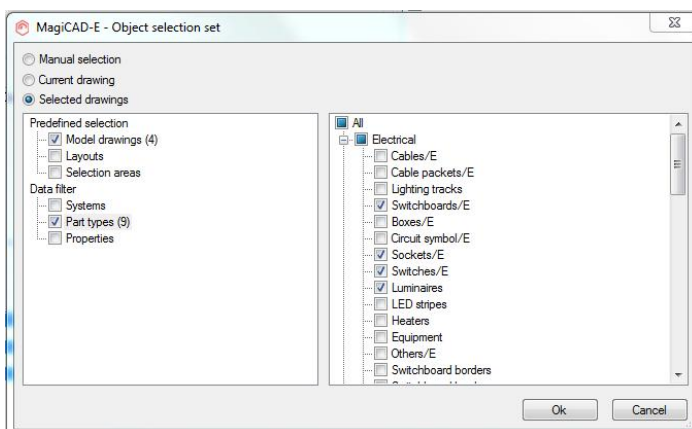 MagiCAD-E - Object selection set
Manual selection
Current drawing
Selected drawings
Predefined selection
Model drawings (4)
Layouts
Selection areas
Data filter
Systems
Part types (9)
Properties
All
Electrical
Cables/E
Cable packets/E
Lighting tracks
Switchboards/E
Boxes/E
Circuit symbol/E
Sockets/E
Switches/E
Luminaires
LED stripes
Heaters
Equipment
Others/E
Switchboard borders
Ok
Cancel